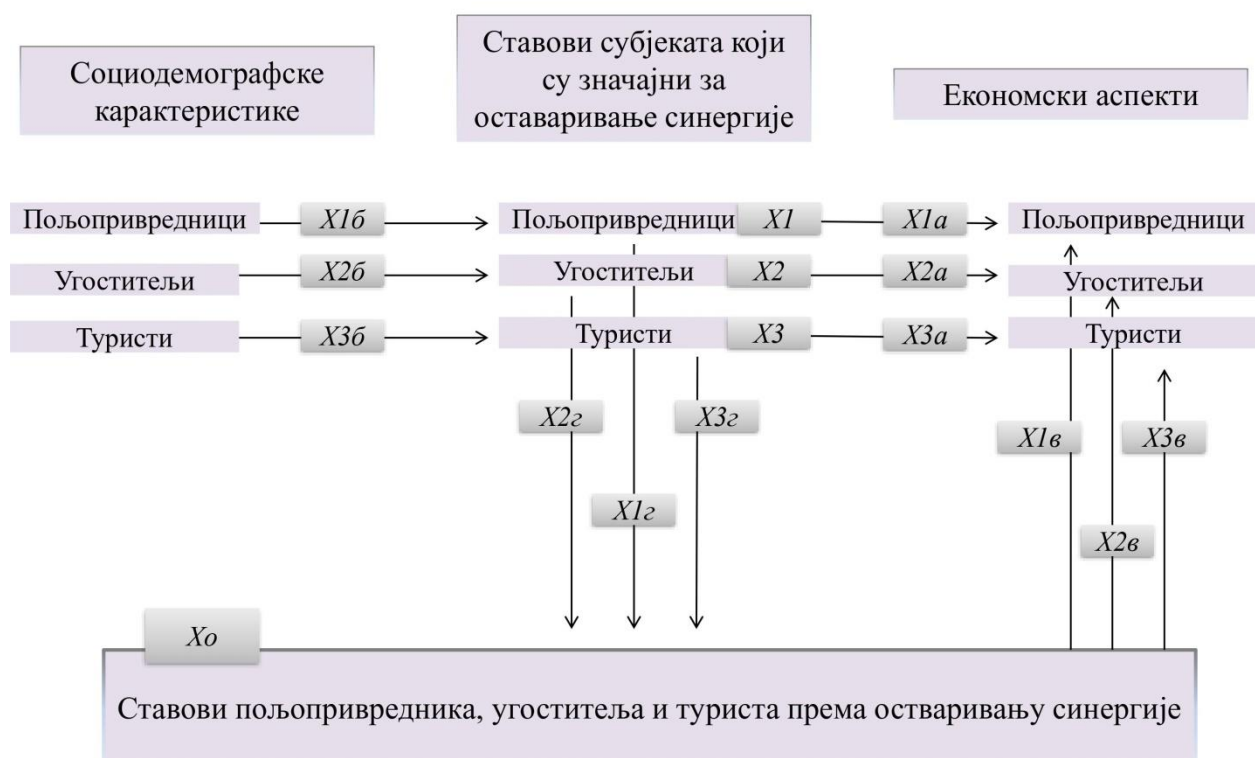 Социодемографске
карактеристике
Ставови субјеката који
су значајни за
оставаривање синергије
Економски аспекти
Пољопривредници X1б Пољопривредници X1 X1а Пољопривредници
Угоститељи X2б Угоститељи X2 X2а Угоститељи
Туристи X3б Туристи X3 X3а Туристи
X2г X3г X1в X3в
X1г X2в
Xo
Ставови пољопривредника, угоститеља и туриста према остваривању синергије